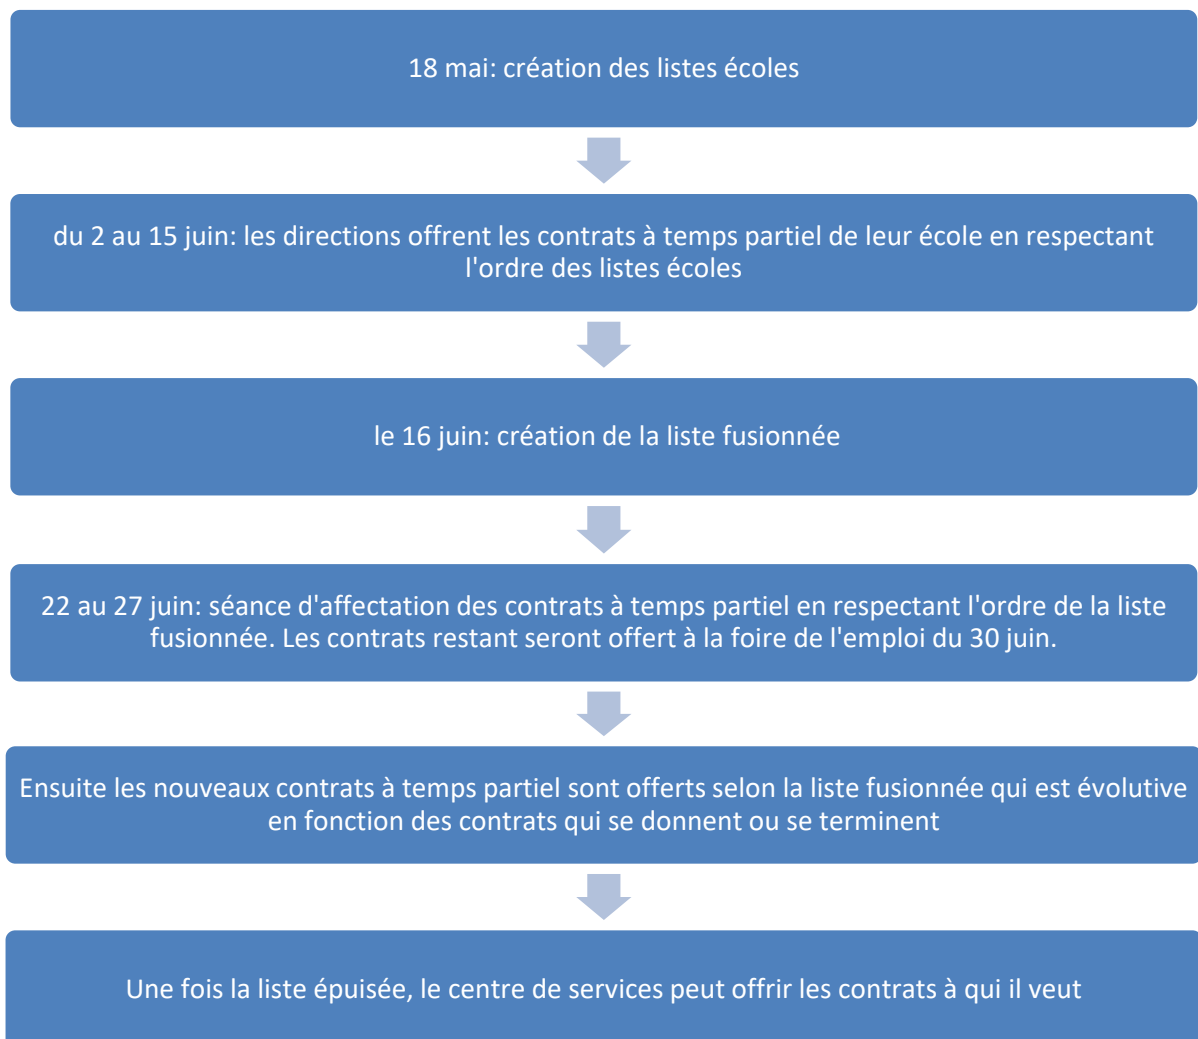 18 mai: création des listes écoles
du 2 au 15 juin: les directions offrent les contrats à temps partiel de leur école en respectant
l'ordre des listes écoles
le 16 juin: création de la liste fusionnée
22 au 27 juin: séance d'affectation des contrats à temps partiel en respectant l'ordre de la liste
fusionnée. Les contrats restant seront offert à la foire de l'emploi du 30 juin.
Ensuite les nouveaux contrats à temps partiel sont offerts selon la liste fusionnée qui est évolutive
en fonction des contrats qui se donnent ou se terminent
Une fois la liste épuisée, le centre de services peut offrir les contrats à qui il veut